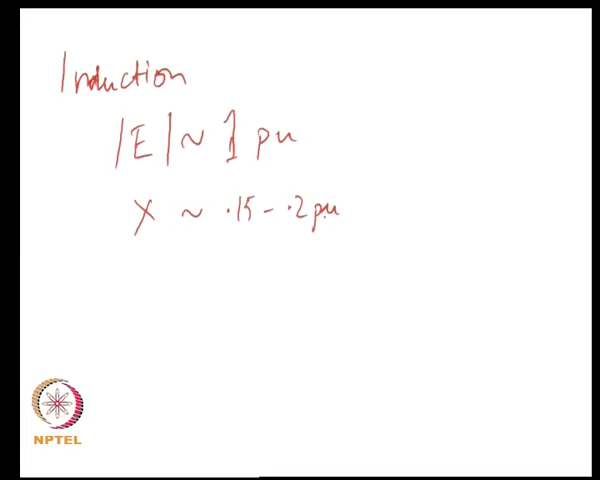 Induction
|E| ~ 1 pu
X ~ .15 - .2 pu
NPTEL